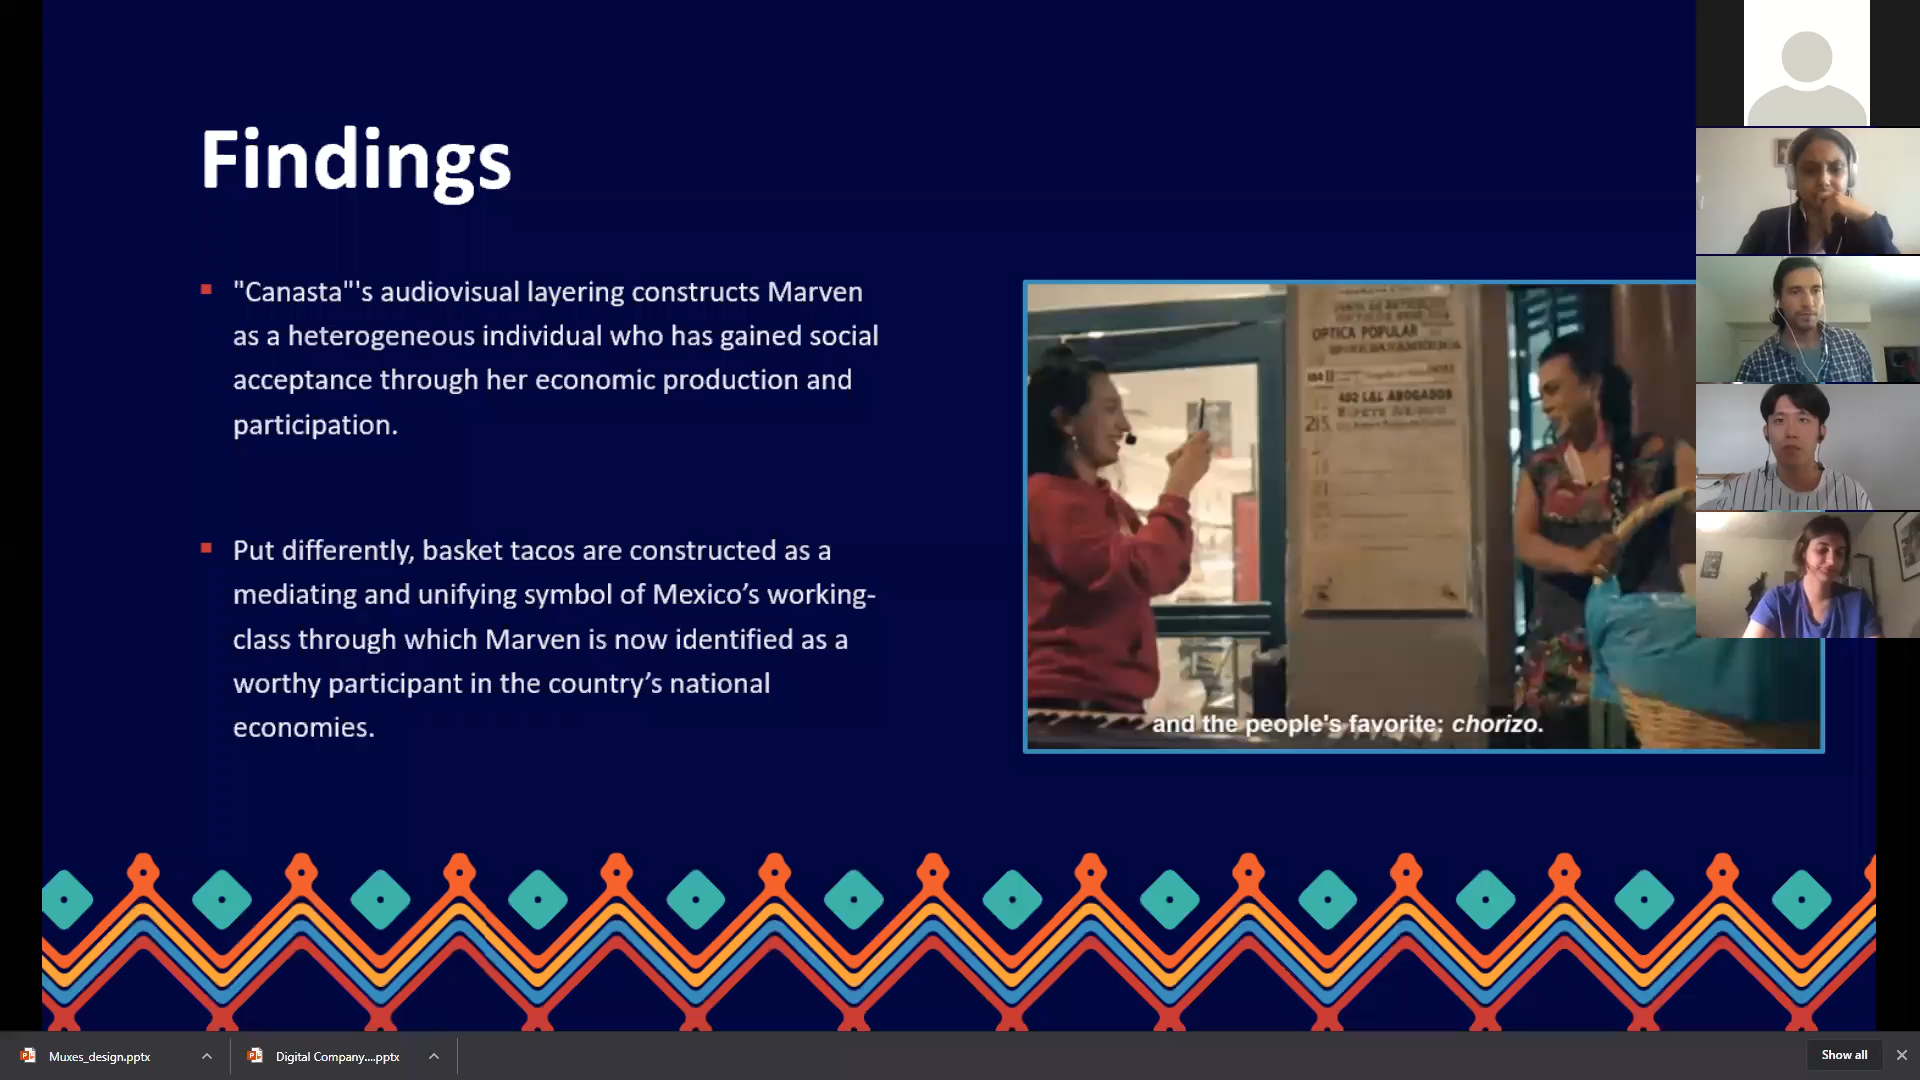 Findings
"Canasta"'s audiovisual layering constructs Marven
as a heterogeneous individual who has gained social
acceptance through her economic production and
participation.
Put differently, basket tacos are constructed as a
mediating and unifying symbol of Mexico’s working-
class through which Marven is now identified as a
worthy participant in the country’s national
economies.
OPTICA POPULAR
402 L&L ABOGADOS
215
and the people's favorite: chorizo.
Muxes_design.pptx
Digital Company....pptx
Show all